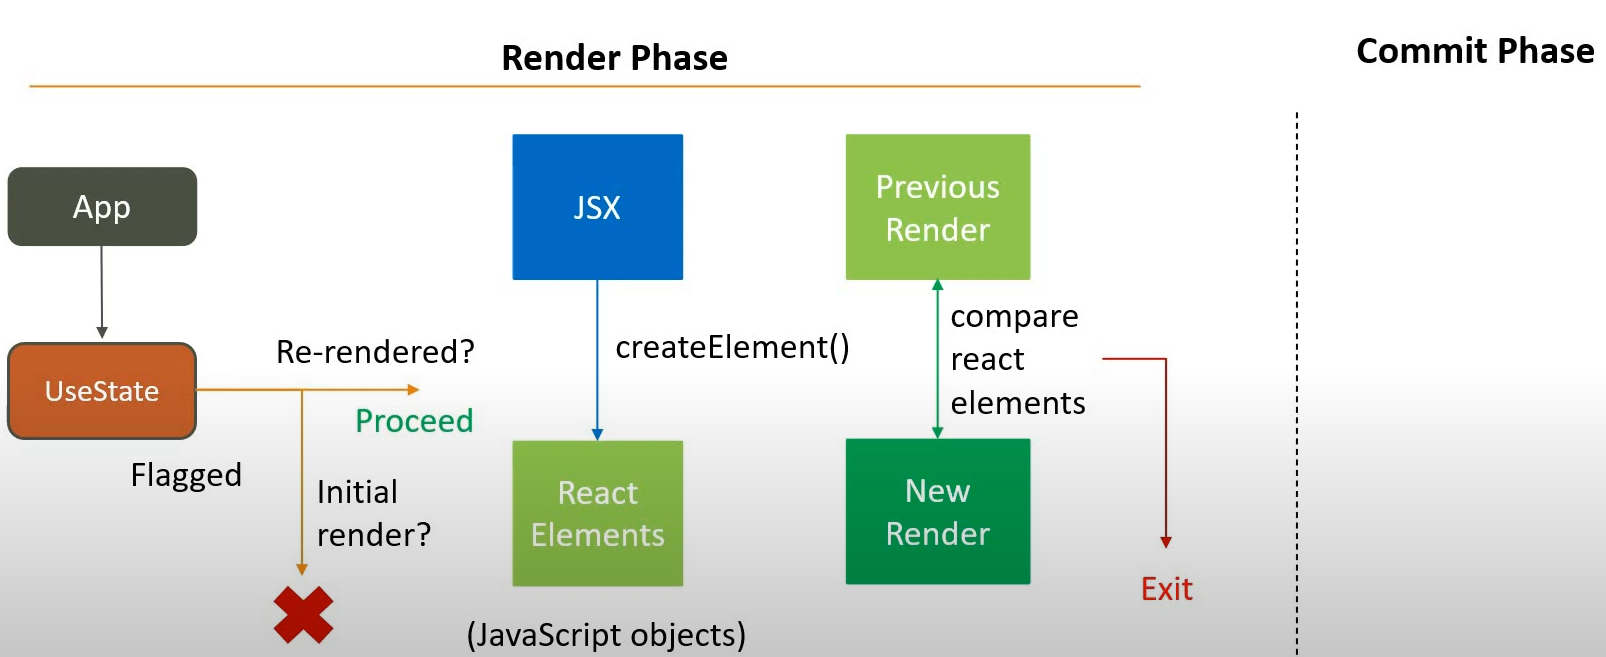 Render Phase
Commit Phase
App
UseState
Re-rendered?
Proceed
Flagged
Initial
render?
JSX
createElement()
React
Elements
(JavaScript objects)
Previous
Render
compare
react
elements
New
Render
Exit